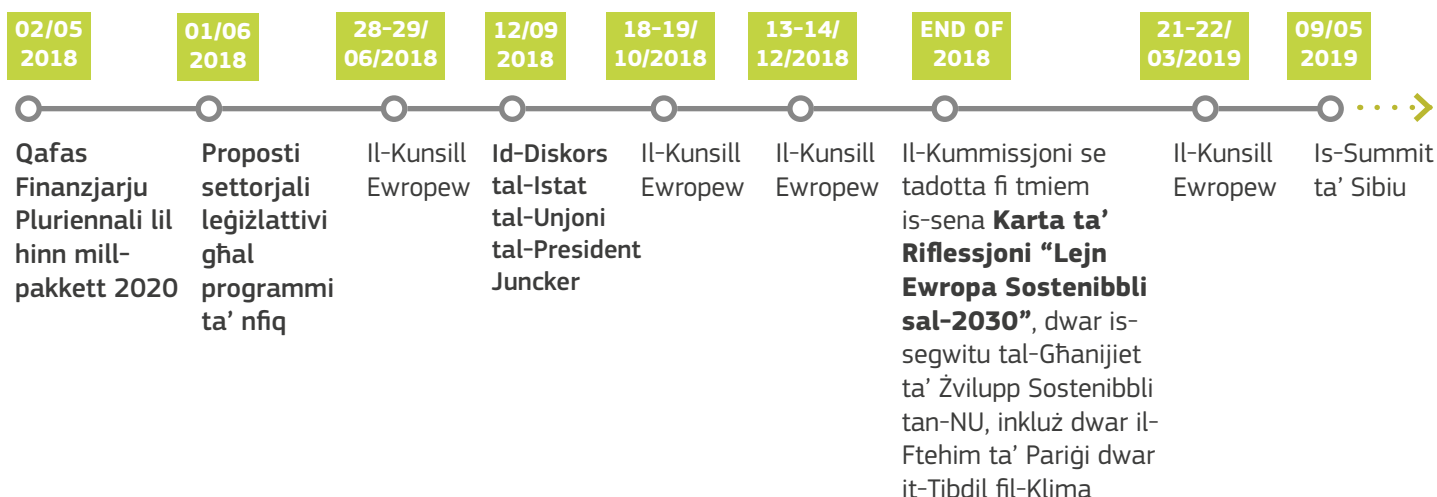 02/05
2018
01/06
2018
28-29/
06/2018
12/09
2018
18-19/
10/2018
13-14/
12/2018
END OF
2018
21-22/
03/2019
09/05
2019
Qafas
Finanzjarju
Pluriennali lil
hinn mill-
pakkett 2020
Proposti
settorjali
leġiżlattivi
għal
programmi
ta’ nfiq
Il-Kunsill
Ewropew
Id-Diskors
tal-Istat
tal-Unjoni
tal-President
Juncker
Il-Kunsill
Ewropew
Il-Kunsill
Ewropew
Il-Kummissjoni se
tadotta fi tmiem
is-sena Karta ta’
Riflessjoni “Lejn
Ewropa Sostenibbli
sal-2030”, dwar is-
segwitu tal-Għanijiet
ta’ Żvilupp Sostenibbli
tan-NU, inkluż dwar il-
Ftehim ta’ Pariġi dwar
it-Tibdil fil-Klima
Il-Kunsill
Ewropew
Is-Summit
ta’ Sibiu